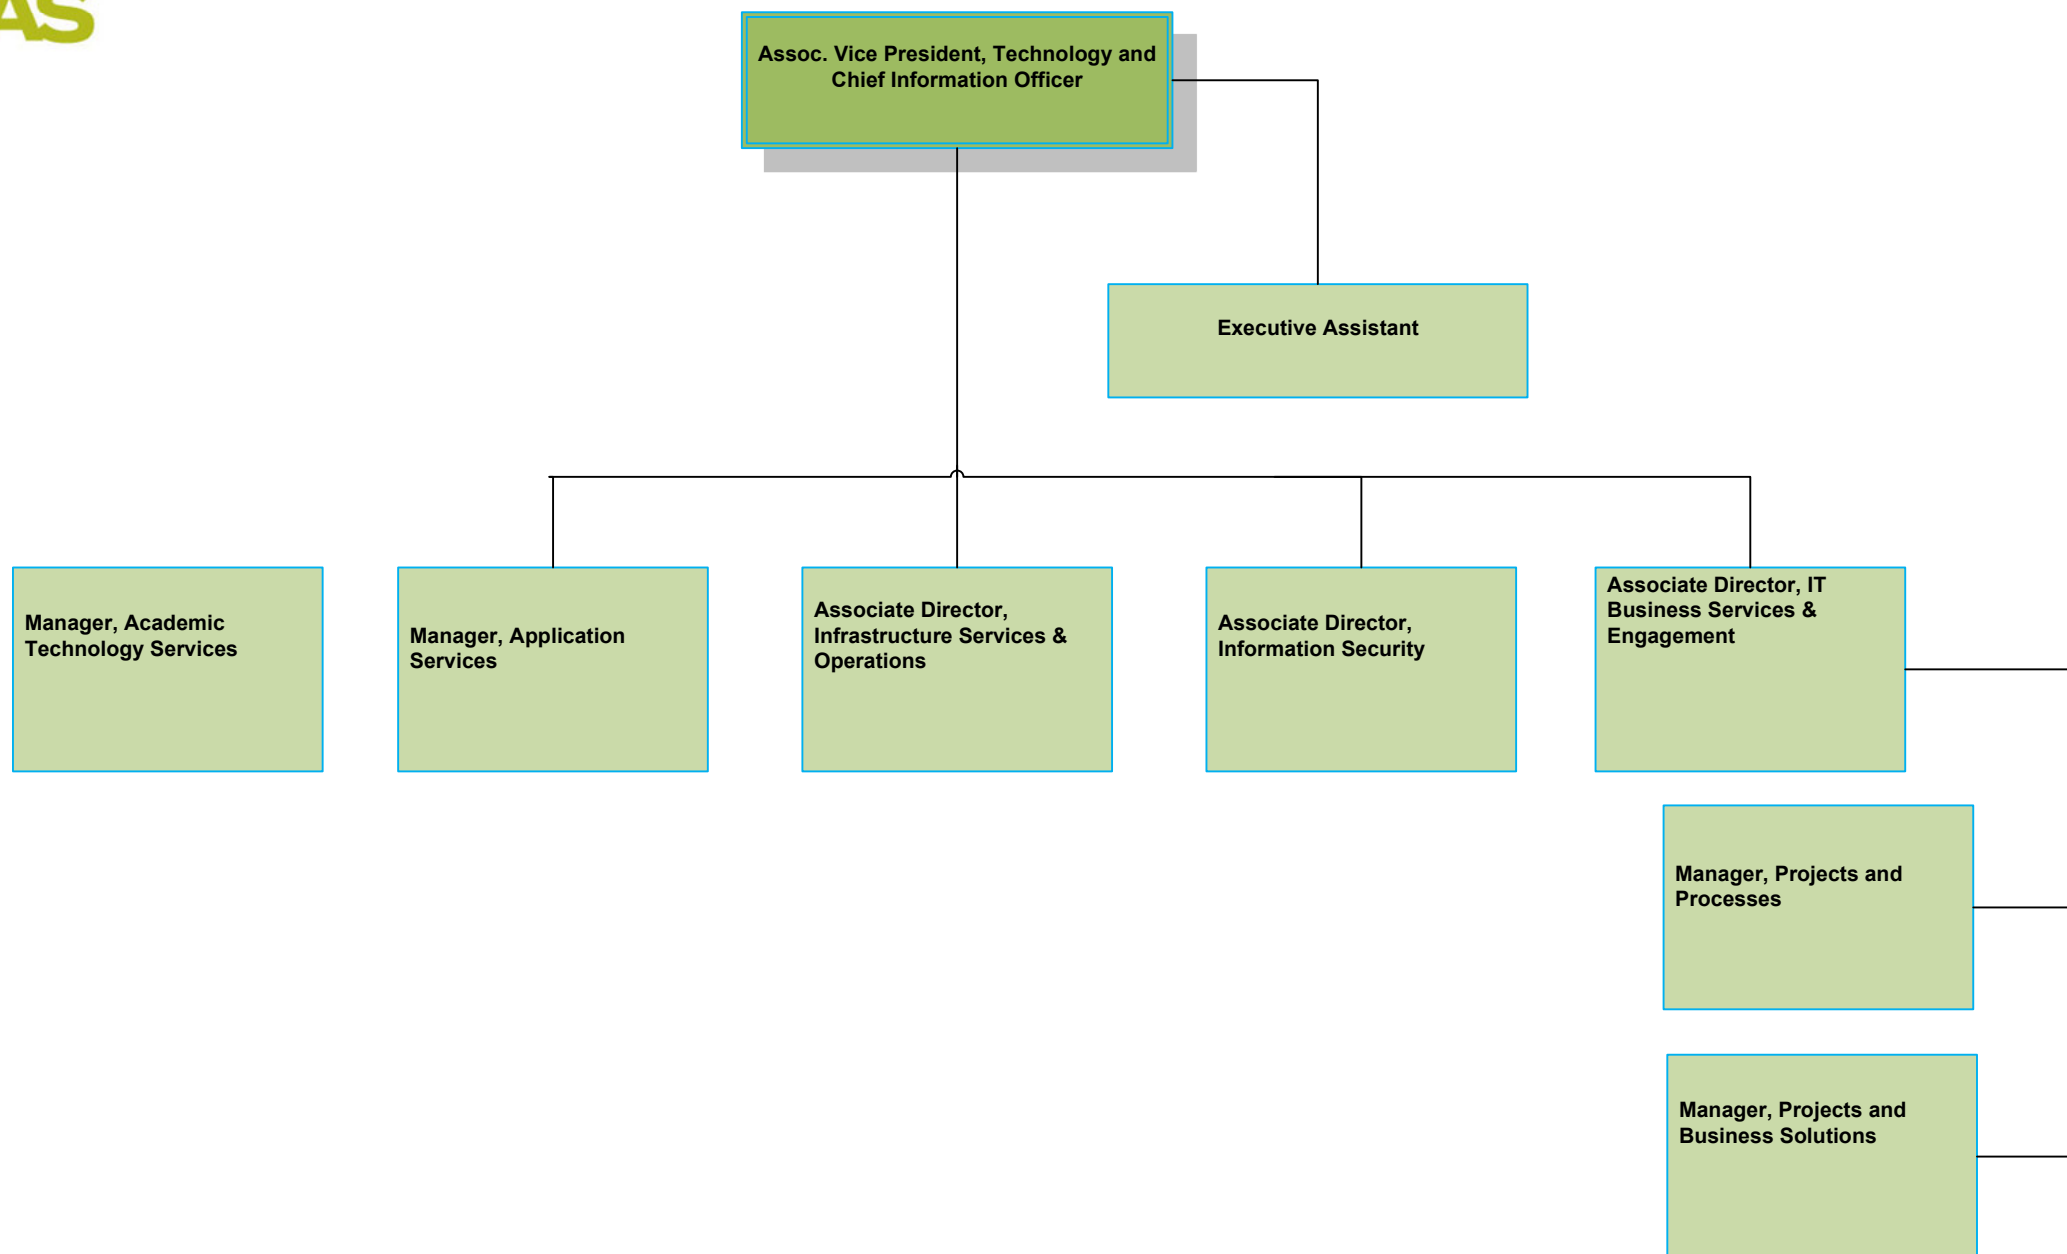 AS
Assoc. Vice President, Technology and
Chief Information Officer
Executive Assistant
Manager, Academic
Technology Services
Manager, Application
Services
Associate Director,
Infrastructure Services &
Operations
Associate Director,
Information Security
Associate Director, IT
Business Services &
Engagement
Manager, Projects and
Processes
Manager, Projects and
Business Solutions